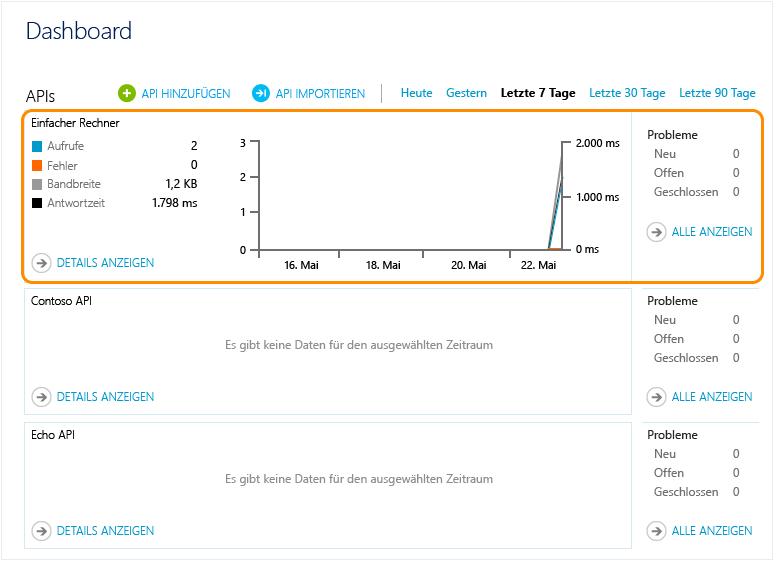 Dashboard
APIs
API HINZUFÜGEN
API IMPORTIEREN
Heute
Gestern
Letzte 7 Tage
Letzte 30 Tage
Letzte 90 Tage
Einfacher Rechner
Aufrufe 2
Fehler 0
Bandbreite 1,2 KB
Antwortzeit 1.798 ms
DETAILS ANZEIGEN
3
2
1
0
2.000 ms
1.000 ms
0 ms
16. Mai
18. Mai
20. Mai
22. Mai
Probleme
Neu 0
Offen 0
Geschlossen 0
ALLE ANZEIGEN
Contoso API
Es gibt keine Daten für den ausgewählten Zeitraum
DETAILS ANZEIGEN
Probleme
Neu 0
Offen 0
Geschlossen 0
ALLE ANZEIGEN
Echo API
Es gibt keine Daten für den ausgewählten Zeitraum
DETAILS ANZEIGEN
Probleme
Neu 0
Offen 0
Geschlossen 0
ALLE ANZEIGEN